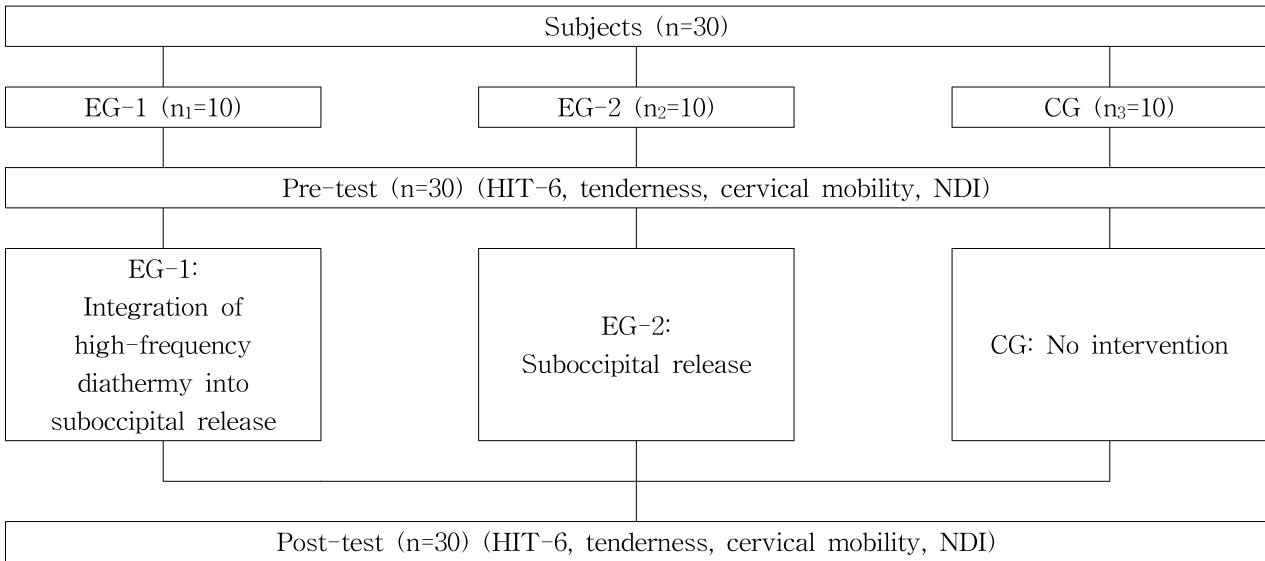 Subjects (n=30)
EG-1 (n₁=10)
EG-2 (n₂=10)
CG (n₃=10)
Pre-test (n=30) (HIT-6, tenderness, cervical mobility, NDI)
EG-1:
Integration of
high-frequency
diathermy into
suboccipital release
EG-2:
Suboccipital release
CG: No intervention
Post-test (n=30) (HIT-6, tenderness, cervical mobility, NDI)